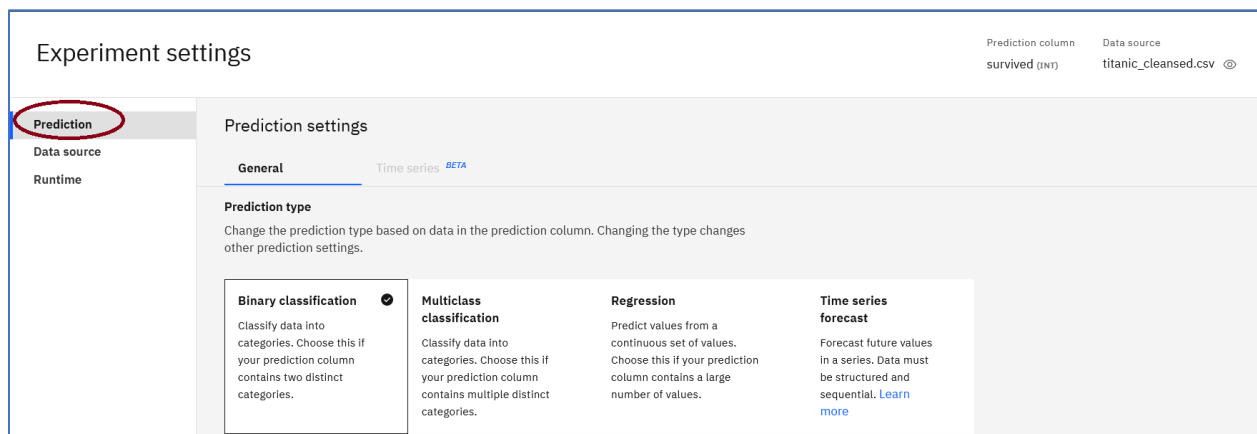 Experiment settings
Prediction column
survived (INT)
Data source
titanic_cleansed.csv
Prediction
Data source
Runtime
Prediction settings
General
Time series BETA
Prediction type
Change the prediction type based on data in the prediction column. Changing the type changes
other prediction settings.
Binary classification
Classify data into
categories. Choose this if
your prediction column
contains two distinct
categories.
Multiclass
classification
Classify data into
categories. Choose this if
your prediction column
contains multiple distinct
categories.
Regression
Predict values from a
continuous set of values.
Choose this if your prediction
column contains a large
number of values.
Time series
forecast
Forecast future values
in a series. Data must
be structured and
sequential. Learn
more